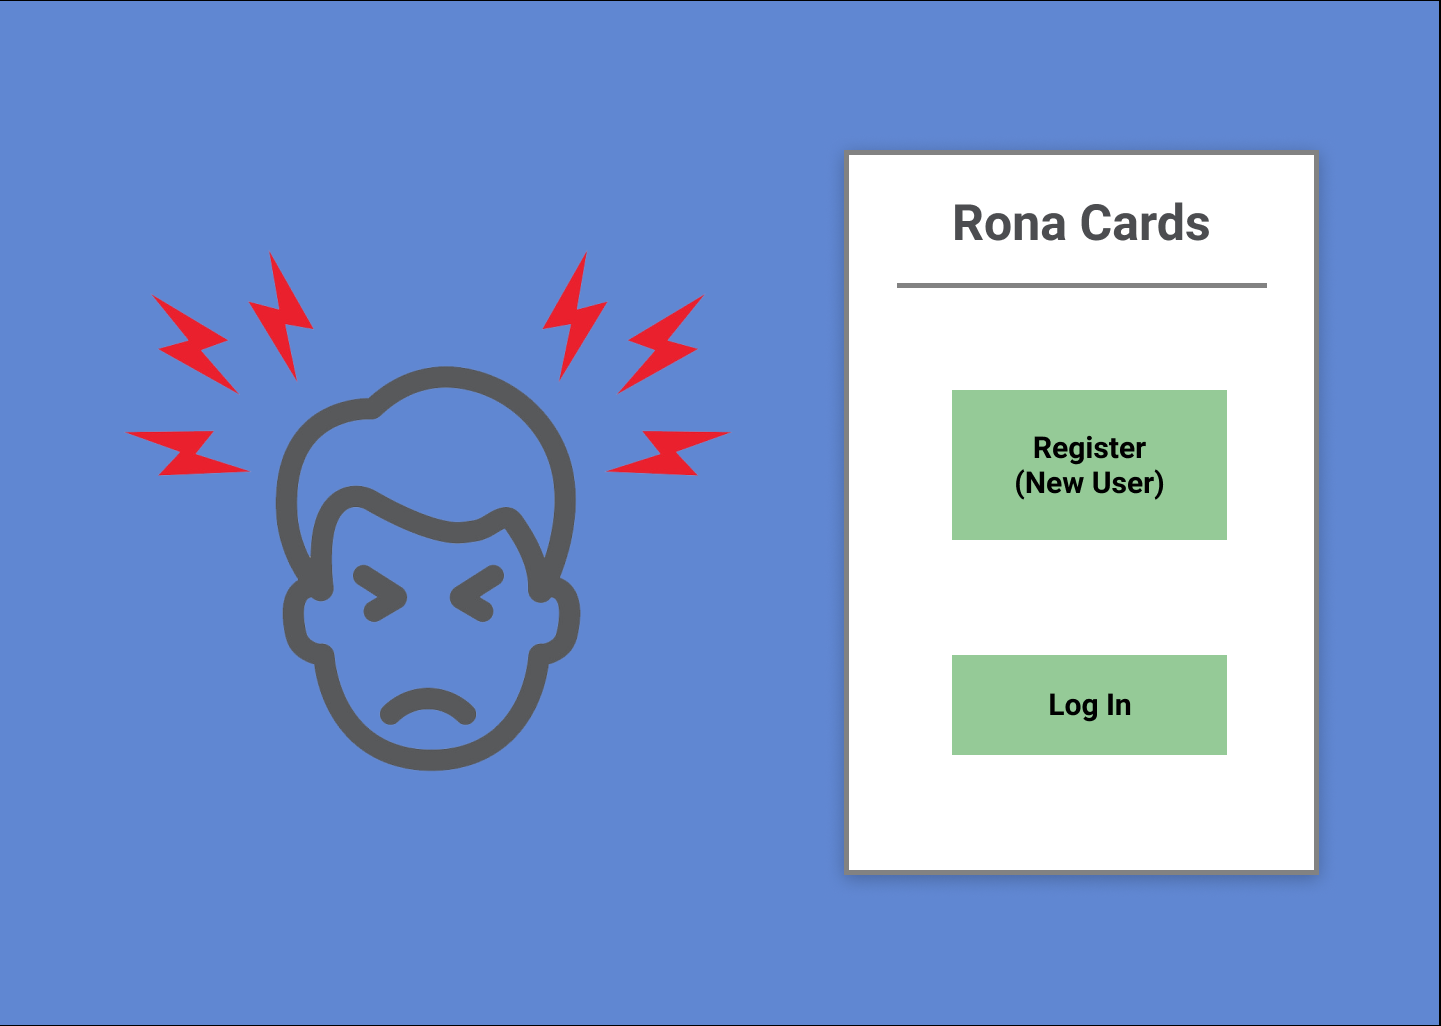 Rona Cards
Register
(New User)
Log In